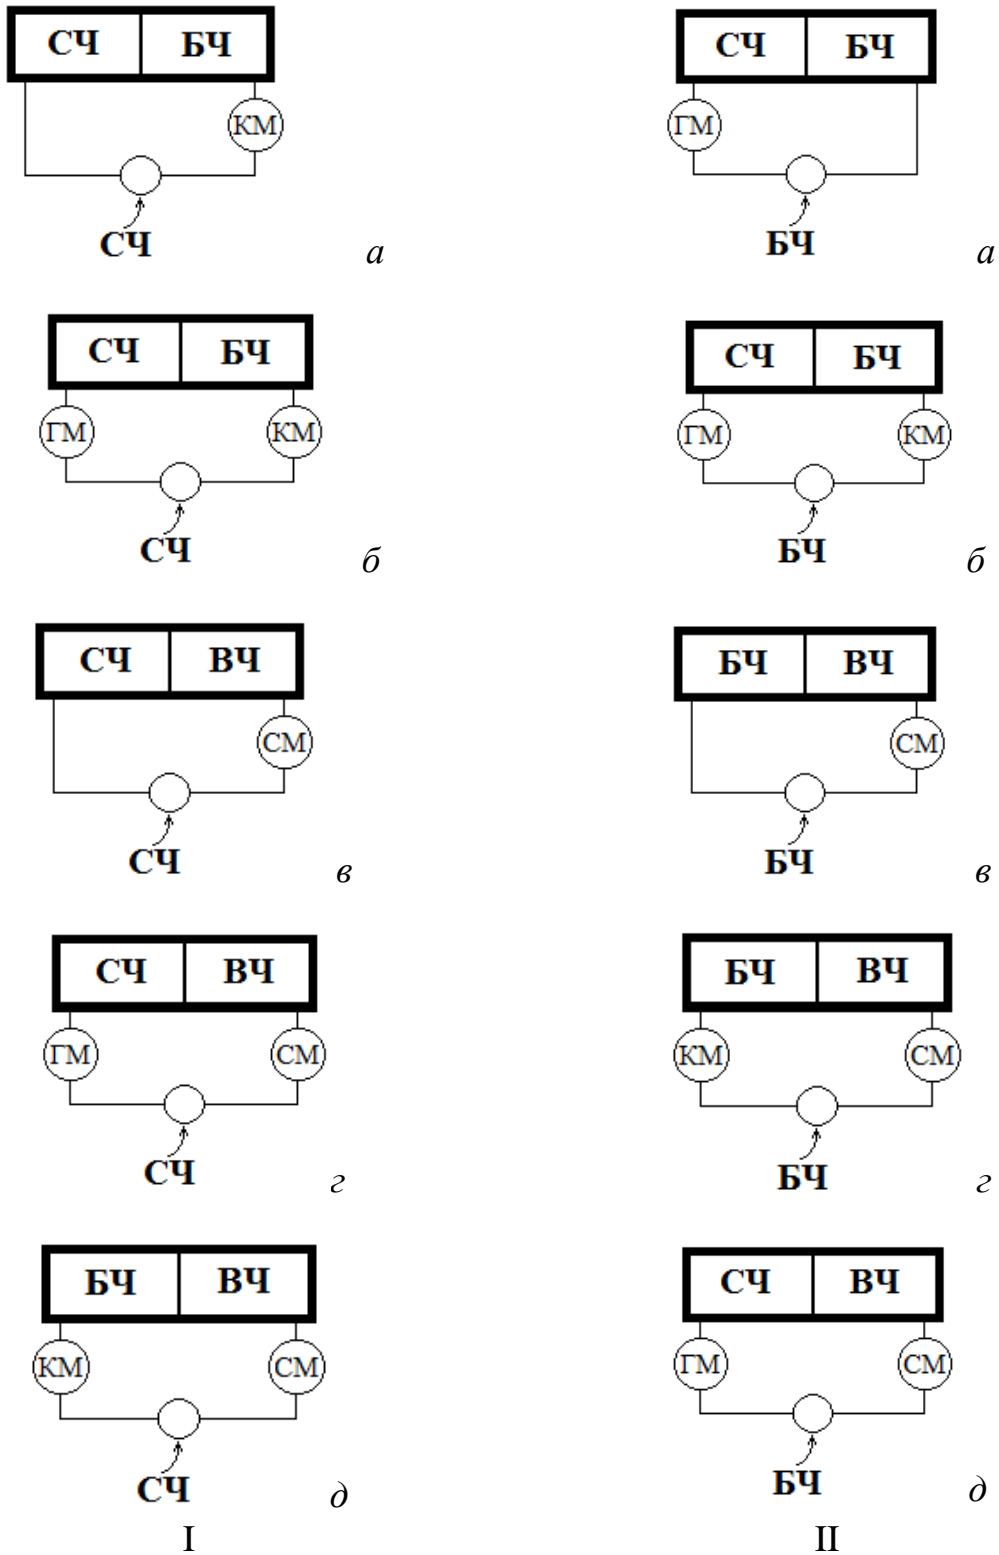 СЧ БЧ
КМ
СЧ
а
СЧ БЧ
ГМ
БЧ
а
СЧ БЧ
ГМ КМ
СЧ
б
СЧ БЧ
ГМ КМ
БЧ
б
СЧ ВЧ
СМ
СЧ
в
БЧ ВЧ
СМ
БЧ
в
СЧ ВЧ
ГМ СМ
СЧ
г
БЧ ВЧ
КМ СМ
БЧ
г
БЧ ВЧ
КМ СМ
СЧ
д
СЧ ВЧ
ГМ СМ
БЧ
д
I
II